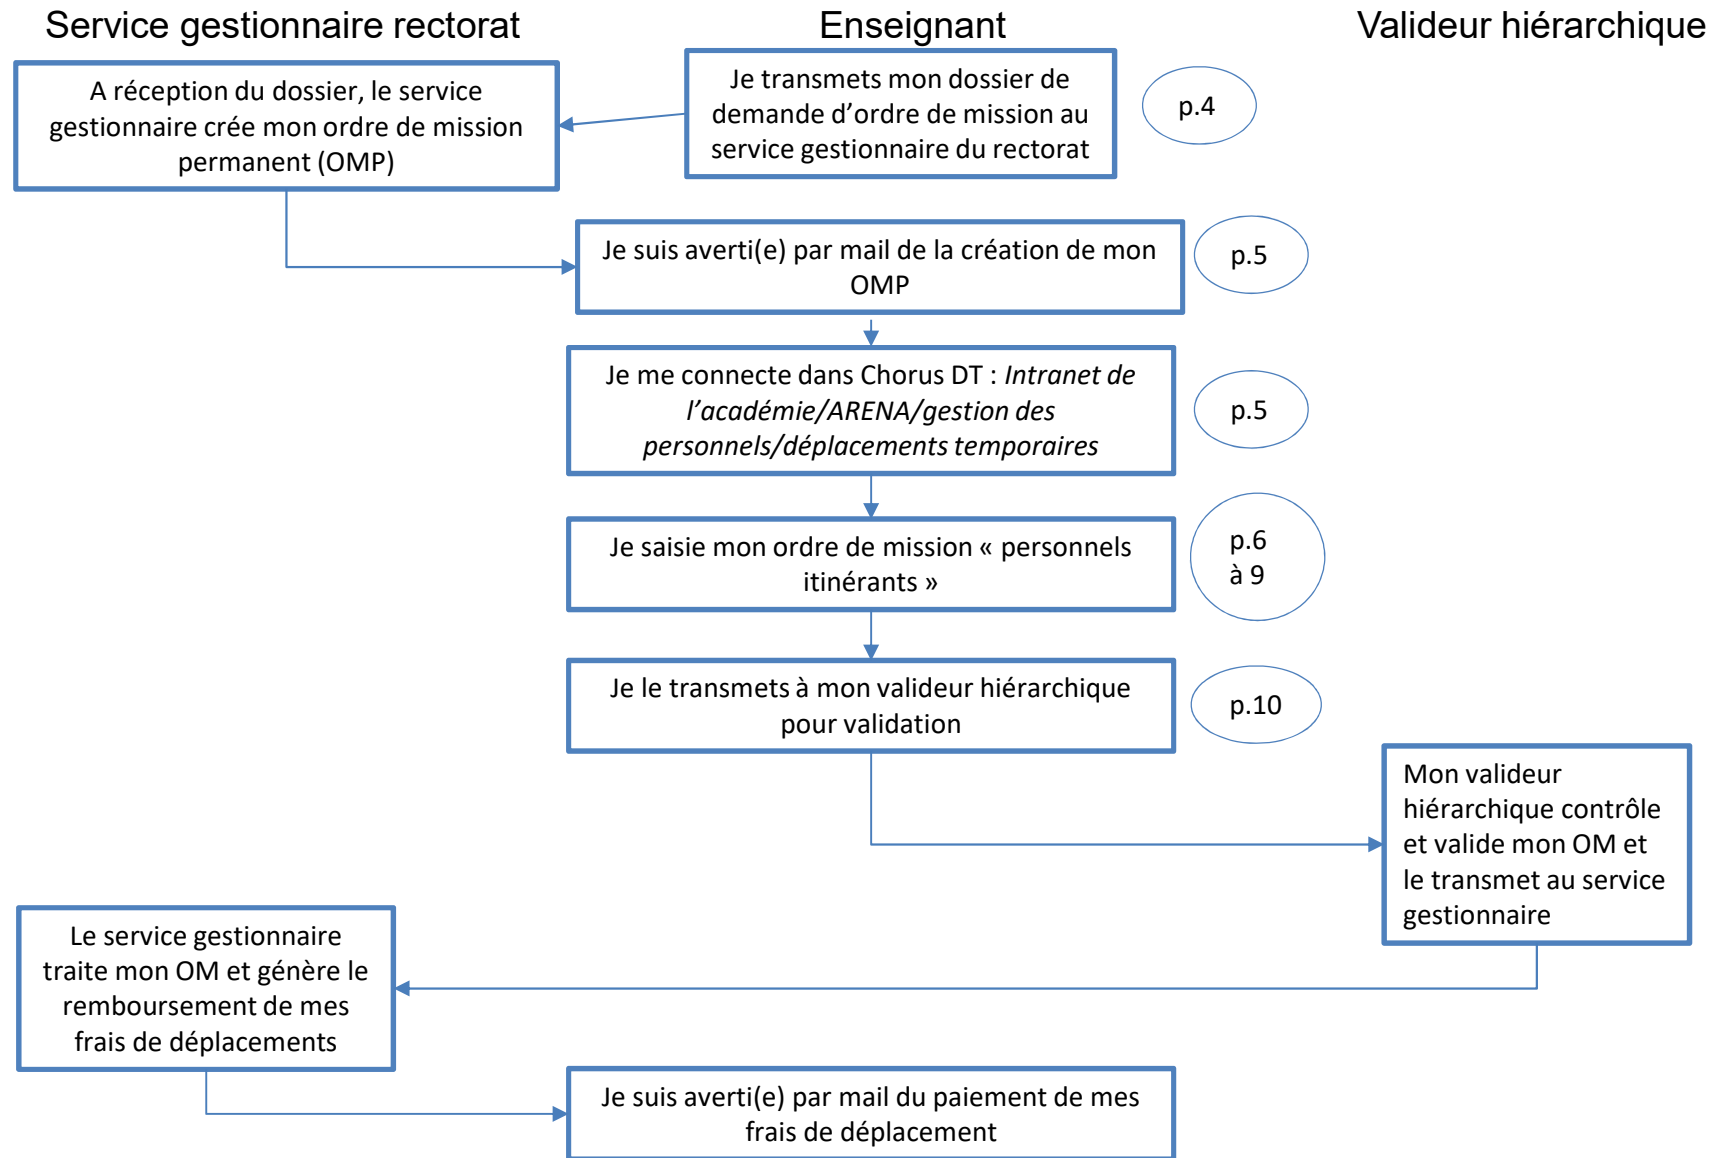 Service gestionnaire rectorat
Enseignant
Valideur hiérarchique
Je transmets mon dossier de
demande d’ordre de mission au
service gestionnaire du rectorat
p.4
A réception du dossier, le service
gestionnaire crée mon ordre de mission
permanent (OMP)
Je suis averti(e) par mail de la création de mon
OMP
p.5
Je me connecte dans Chorus DT : Intranet de
l’académie/ARENA/gestion des
personnels/déplacements temporaires
p.5
Je saisie mon ordre de mission « personnels
itinérants »
p.6
à 9
Je le transmets à mon valideur hiérarchique
pour validation
p.10
Mon valideur
hiérarchique contrôle
et valide mon OM et
le transmet au service
gestionnaire
Le service gestionnaire
traite mon OM et génère le
remboursement de mes
frais de déplacements
Je suis averti(e) par mail du paiement de mes
frais de déplacement